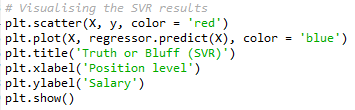 # Visualising the SVR results
plt.scatter(X, y, color = 'red')
plt.plot(X, regressor.predict(X), color = 'blue')
plt.title('Truth or Bluff (SVR)')
plt.xlabel('Position level')
plt.ylabel('Salary')
plt.show()